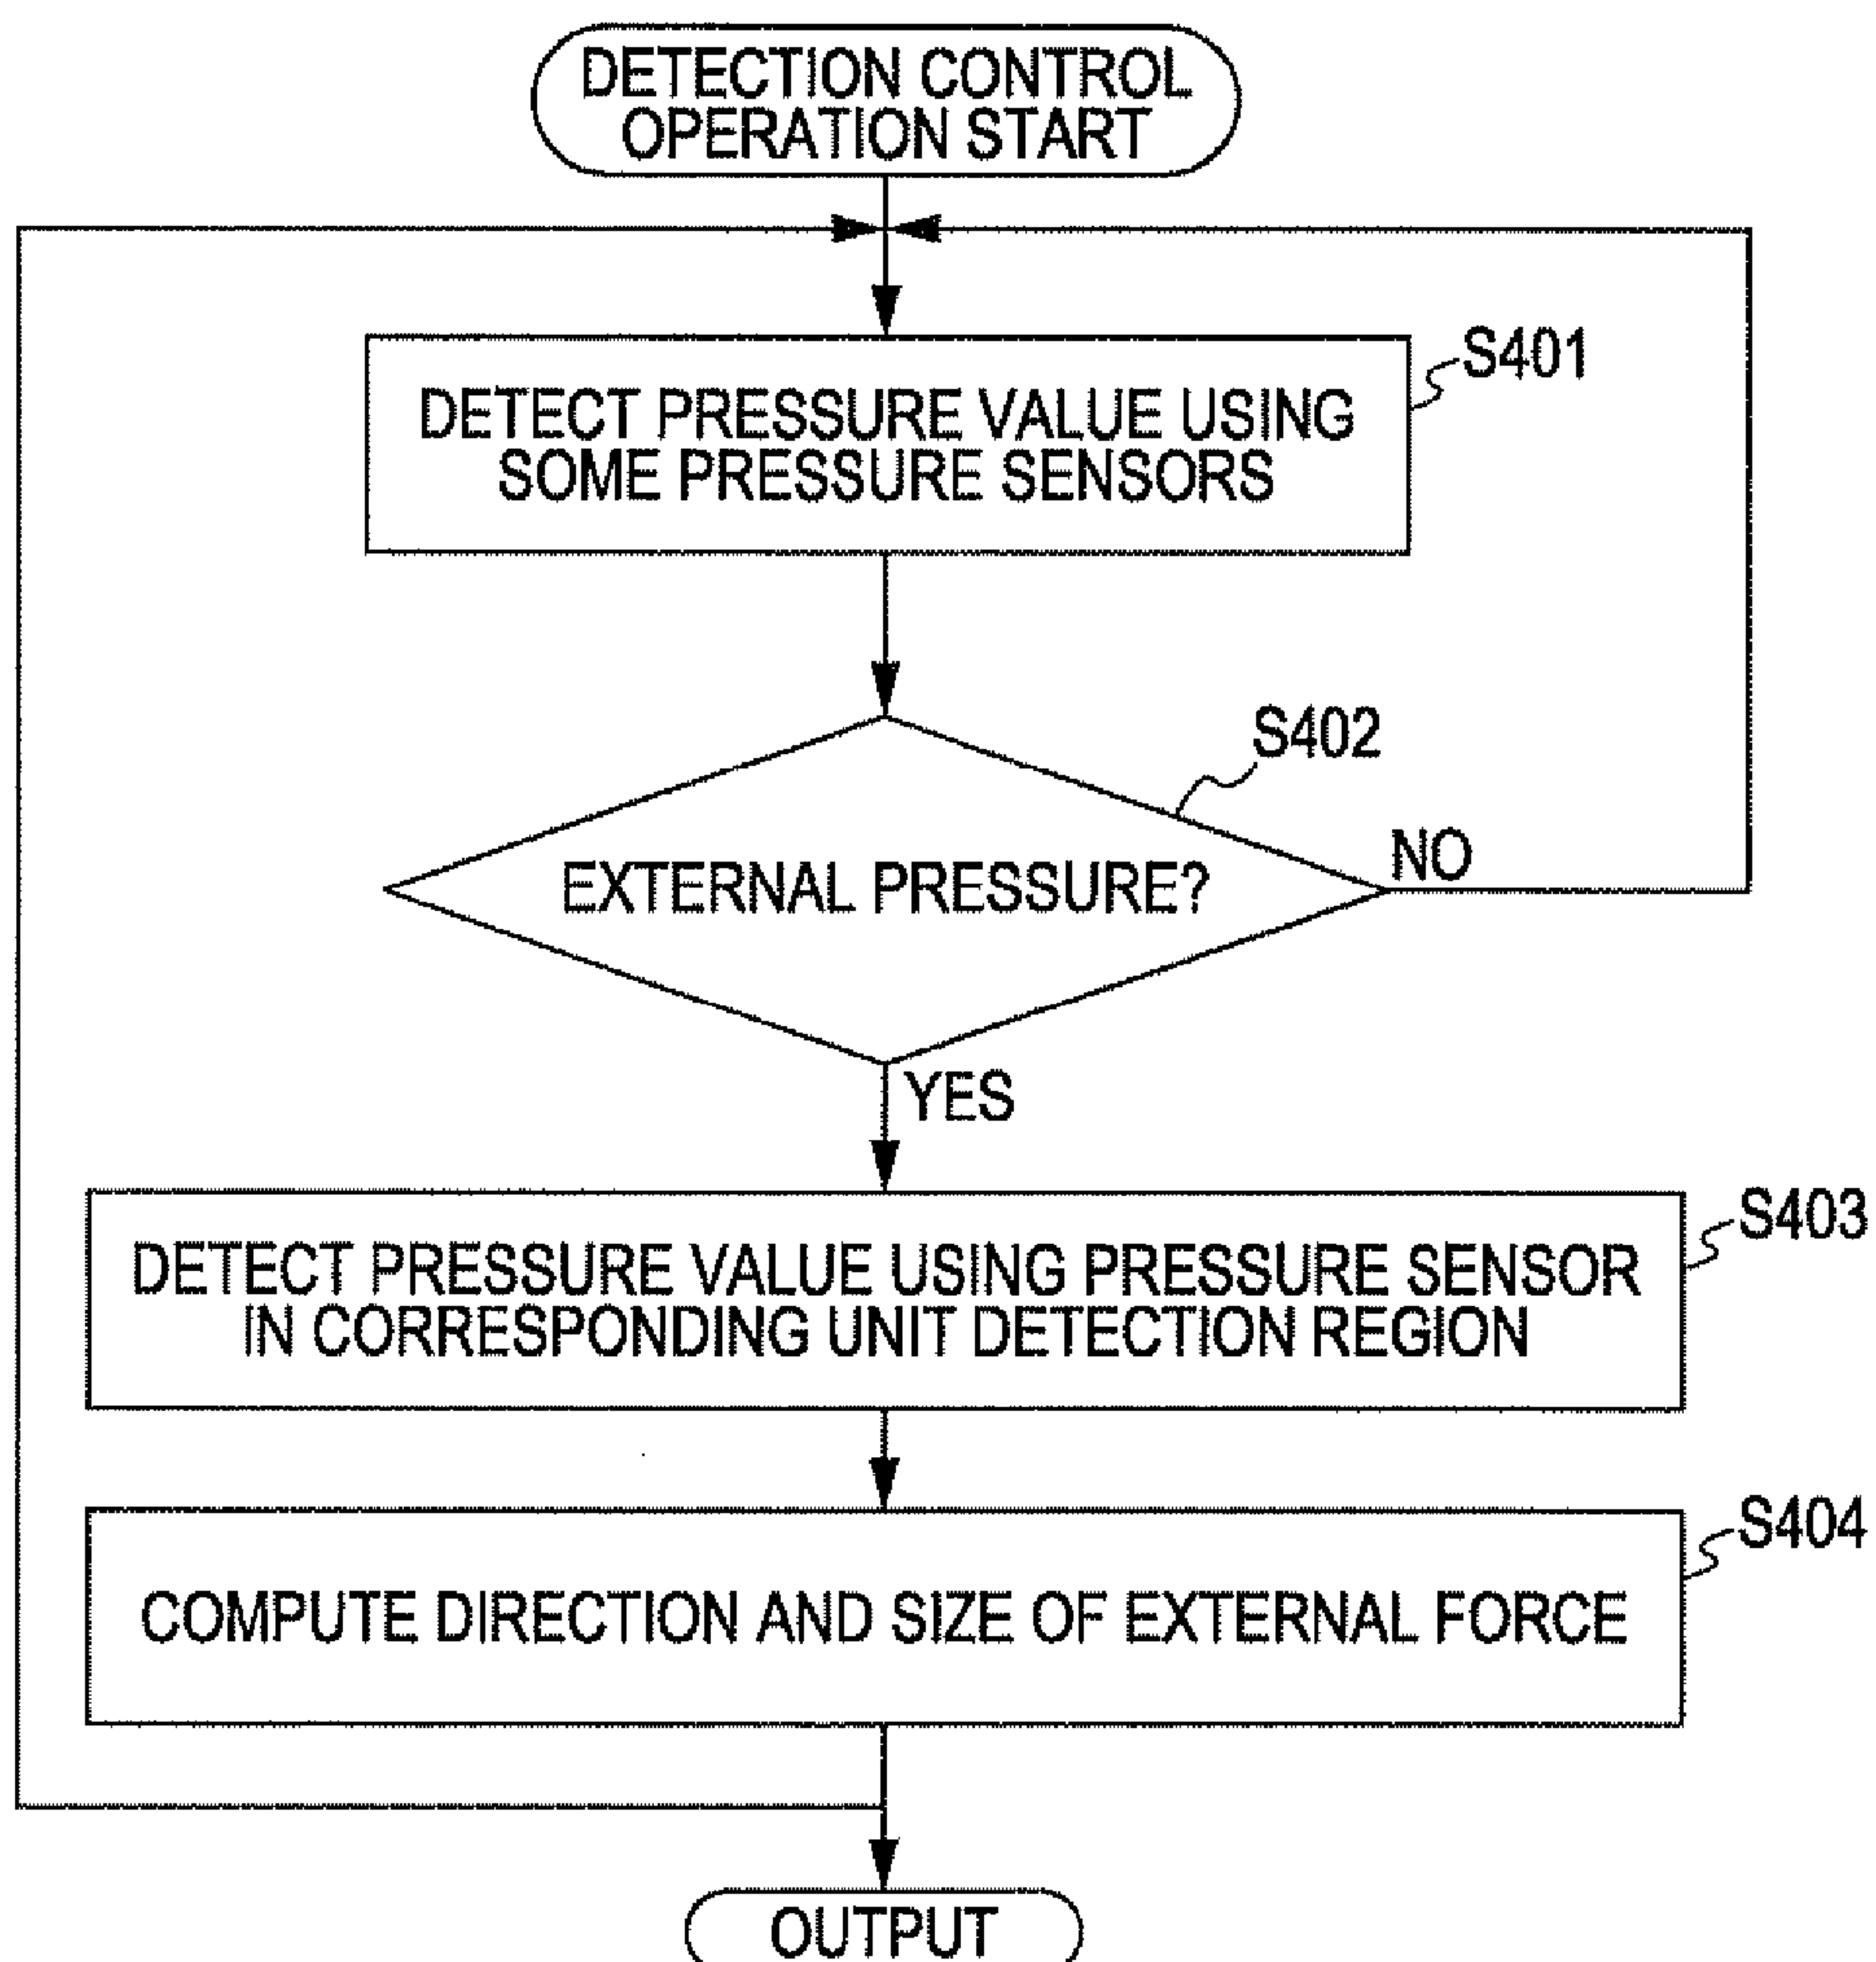 DETECTION CONTROL
OPERATION START
S401
DETECT PRESSURE VALUE USING
SOME PRESSURE SENSORS
S402
EXTERNAL PRESSURE?
NO
YES
S403
DETECT PRESSURE VALUE USING PRESSURE SENSOR
IN CORRESPONDING UNIT DETECTION REGION
S404
COMPUTE DIRECTION AND SIZE OF EXTERNAL FORCE
OUTPUT